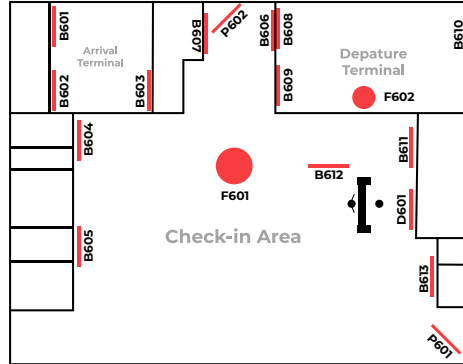 B601
B607
P602
B606
B608
B610
Arrival
Terminal
Depature
Terminal
B602
B603
B609
F602
B604
B611
B612
F601
D601
Check-in Area
B605
B613
P601